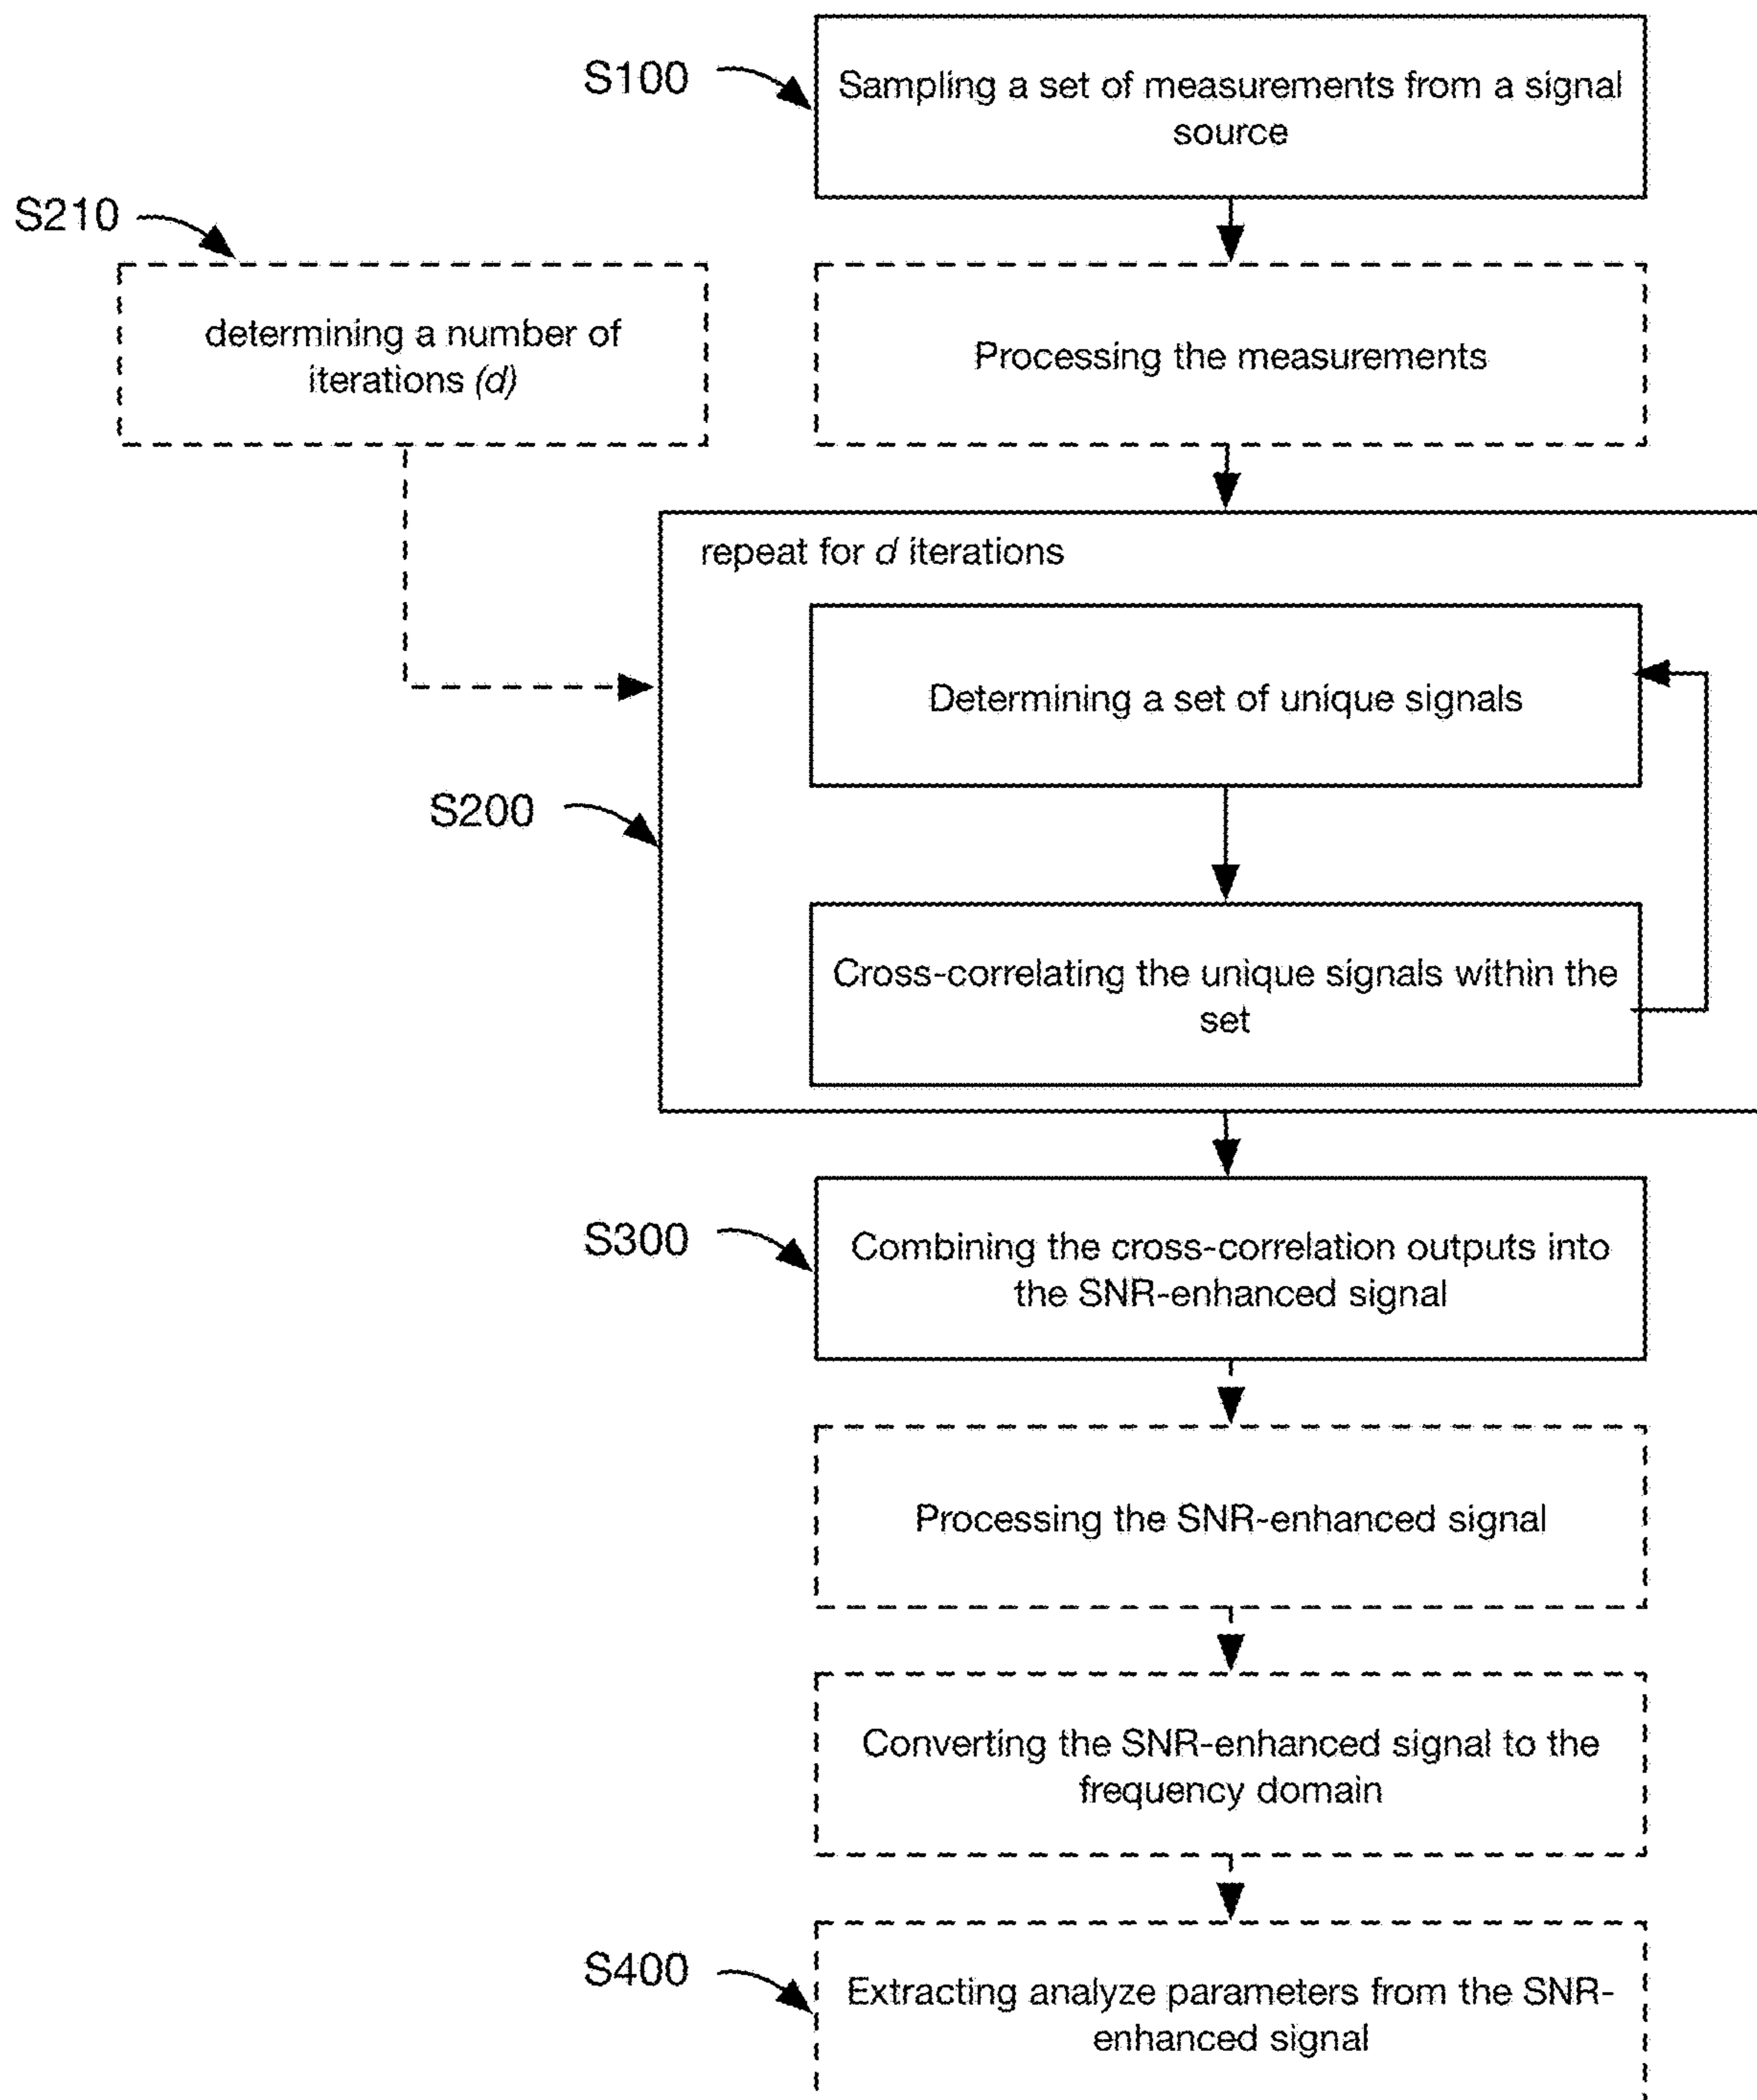 S100
Sampling a set of measurements from a signal
source
S210
determining a number of
iterations (d)
Processing the measurements
repeat for d iterations
Determining a set of unique signals
S200
Cross-correlating the unique signals within the
set
S300
Combining the cross-correlation outputs into
the SNR-enhanced signal
Processing the SNR-enhanced signal
Converting the SNR-enhanced signal to the
frequency domain
S400
Extracting analyze parameters from the SNR-
enhanced signal